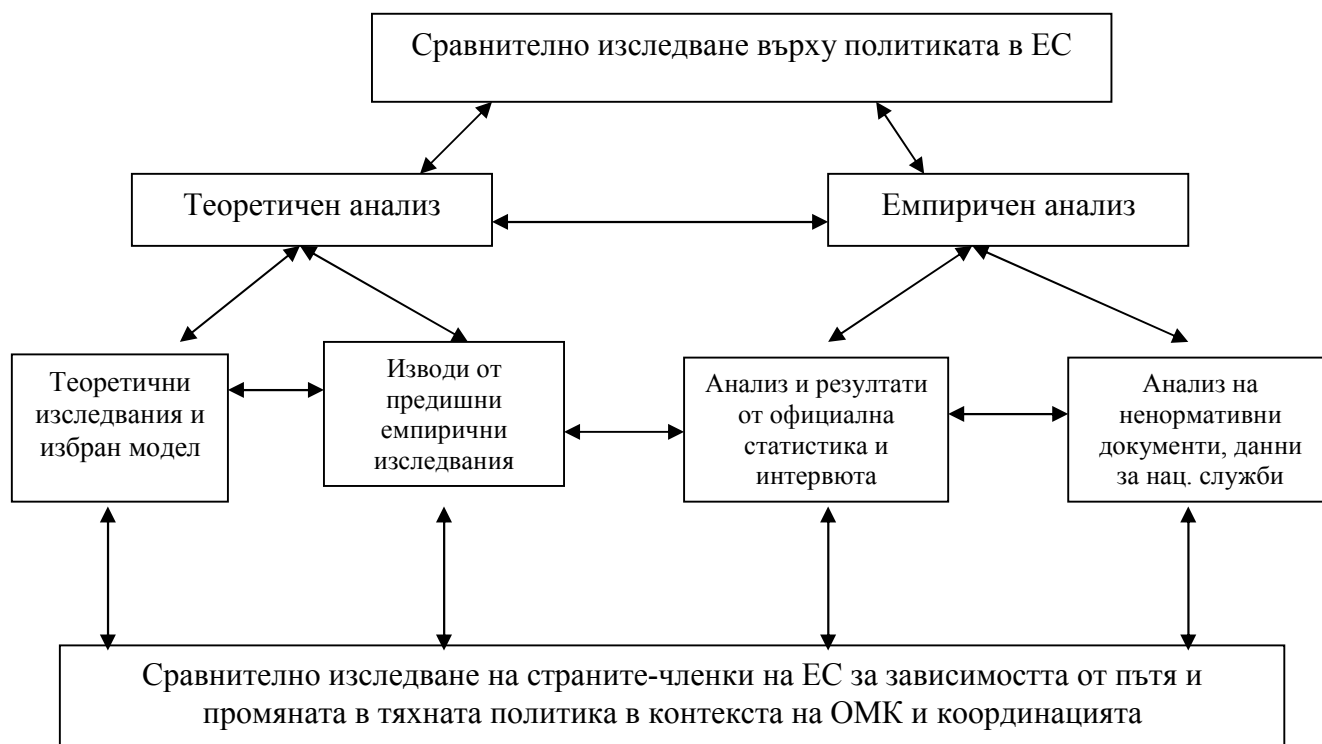 Сравнително изследване върху политиката в ЕС
Теоретичен анализ
Емпиричен анализ
Теоретични
изследвания и
избран модел
Изводи от
предишни
емпирични
изследвания
Анализ и резултати
от официална
статистика и
интервюта
Анализ на
ненормативни
документи, данни
за нац. служби
Сравнително изследване на страните-членки на ЕС за зависимостта от пътя и
промяната в тяхната политика в контекста на ОМК и координацията